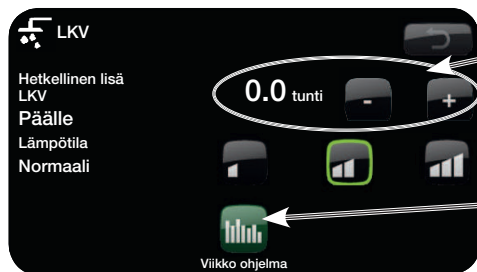 LKV
Hetkellinen lisä
LKV
0.0 tunti
-
+
Päälle
Lämpötila
Normaali
Viikko ohjelma